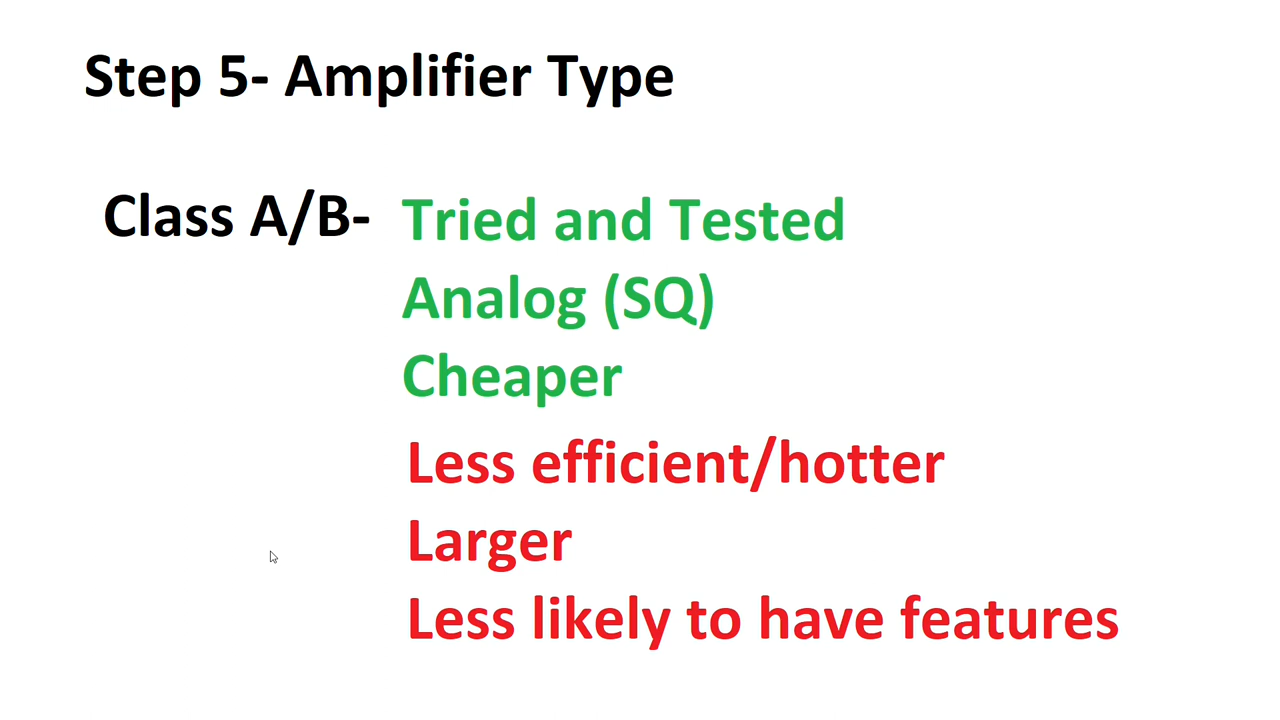 Step 5- Amplifier Type
Class A/B- Tried and Tested
Analog (SQ)
Cheaper
Less efficient/hotter
Larger
Less likely to have features